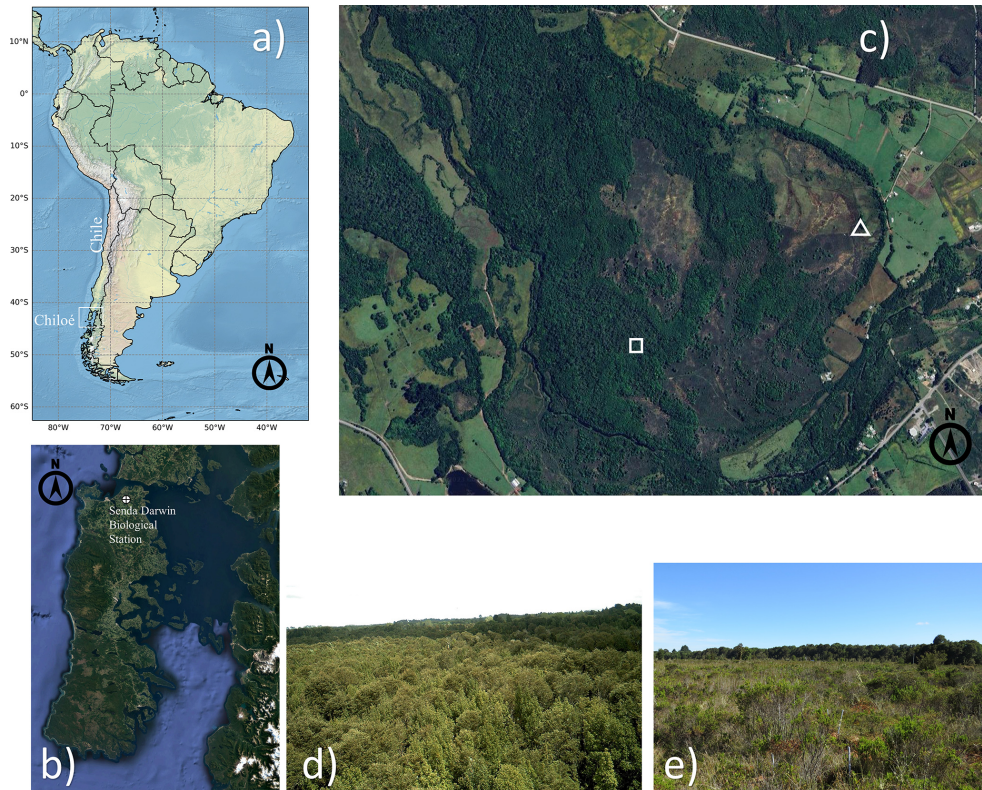 a)
10°N
0°
10°S
20°S
30°S
40°S
50°S
60°S
80°W
70°W
60°W
50°W
40°W
Chile
Chiloé
N
b)
N
Senda Darwin
Biological
Station
c)
N
d)
e)